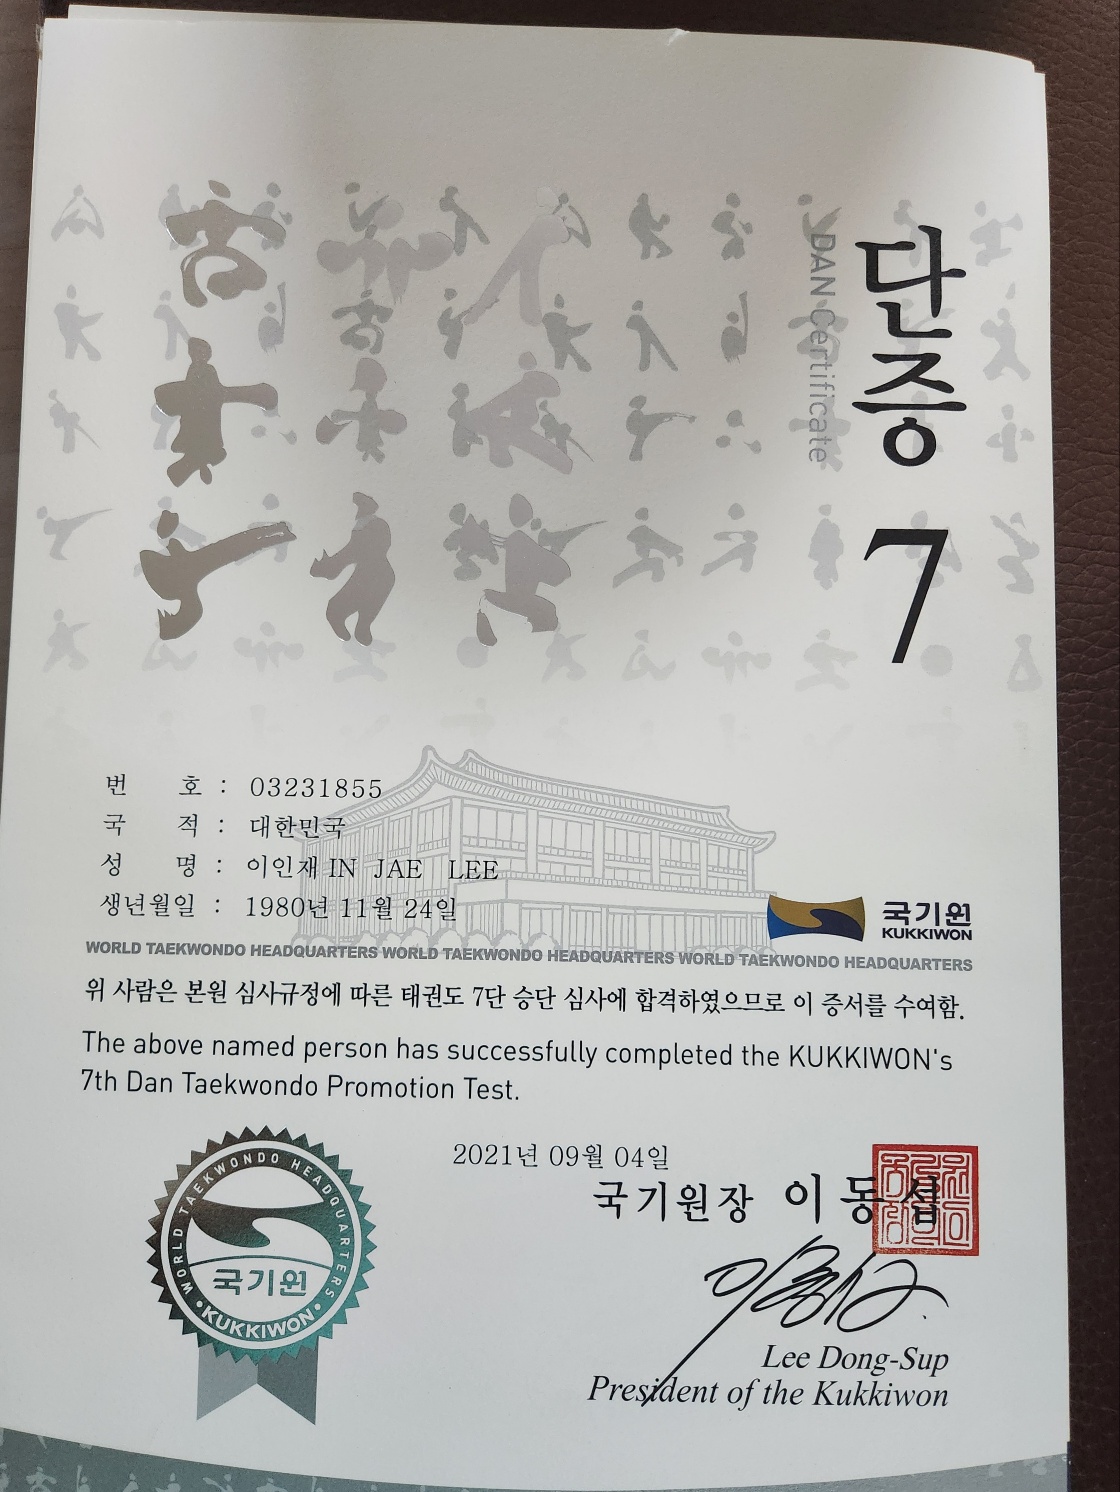 단증 7
DAN Certificate
번 호 : 03231855
국 적 : 대한민국
성 명 : 이인재 IN JAE LEE
생년월일 : 1980년 11월 24일
국기원
KUKKIWON
WORLD TAEKWONDO HEADQUARTERS WORLD TAEKWONDO HEADQUARTERS WORLD TAEKWONDO HEADQUARTERS
위 사람은 본원 심사규정에 따른 태권도 7단 승단 심사에 합격하였으므로 이 증서를 수여함.
The above named person has successfully completed the KUKKIWON's
7th Dan Taekwondo Promotion Test.
2021년 09월 04일
국기원장 이동섭
Lee Dong-Sup
President of the Kukkiwon
WORLD TAEKWONDO HEADQUARTERS
국기원
•KUKKIWON•